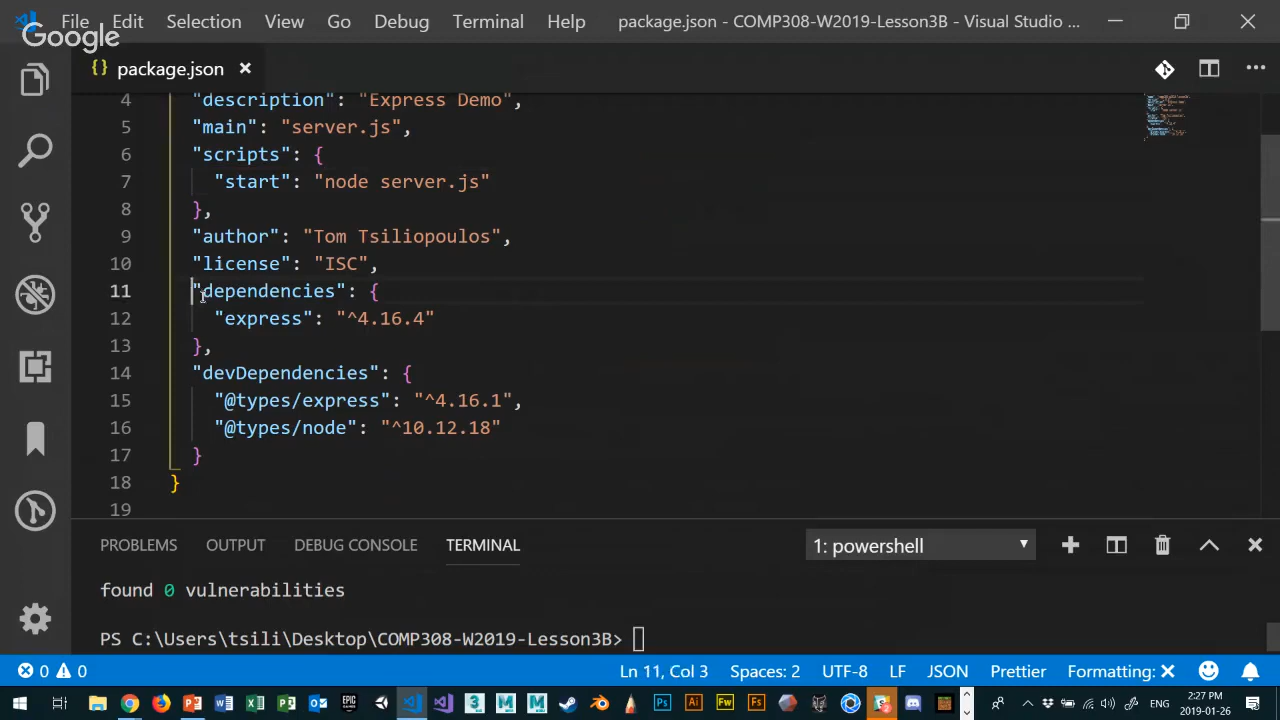 File Edit Selection View Go Debug Terminal Help package.json - COMP308-W2019-Lesson3B - Visual Studio ...
Google
{} package.json
4 "description": "Express Demo",
5 "main": "server.js",
6 "scripts": {
7 "start": "node server.js"
8 },
9 "author": "Tom Tsiliopoulos",
10 "license": "ISC",
11 "dependencies": {
12 "express": "^4.16.4"
13 },
14 "devDependencies": {
15 "@types/express": "^4.16.1",
16 "@types/node": "^10.12.18"
17 }
18 }
19
PROBLEMS OUTPUT DEBUG CONSOLE TERMINAL 1: powershell
found 0 vulnerabilities
PS C:\Users\tsili\Desktop\COMP308-W2019-Lesson3B>
0 0 Ln 11, Col 3 Spaces: 2 UTF-8 LF JSON Prettier Formatting:
Ps Ai Fw Fs ENG 2:27 PM
2019-01-26